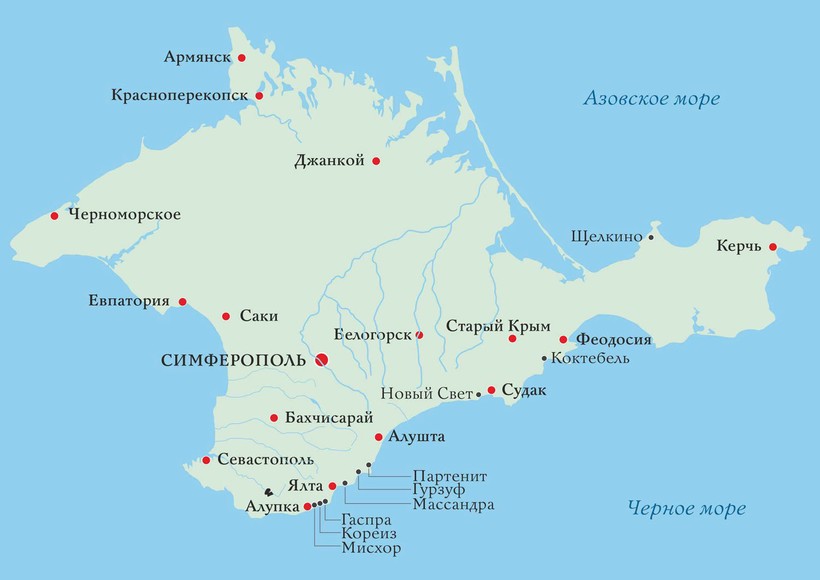 Армянск
Красноперекопск
Азовское море
Джанкой
Черноморское
Щелкино
Керчь
Евпатория
Саки
Белогорск
Старый Крым
Феодосия
СИМФЕРОПОЛЬ
Коктебель
Новый Свет
Судак
Бахчисарай
Алушта
Севастополь
Партенит
Ялта
Гурзуф
Массандра
Алупка
Черное море
Гаспра
Кореиз
Мисхор